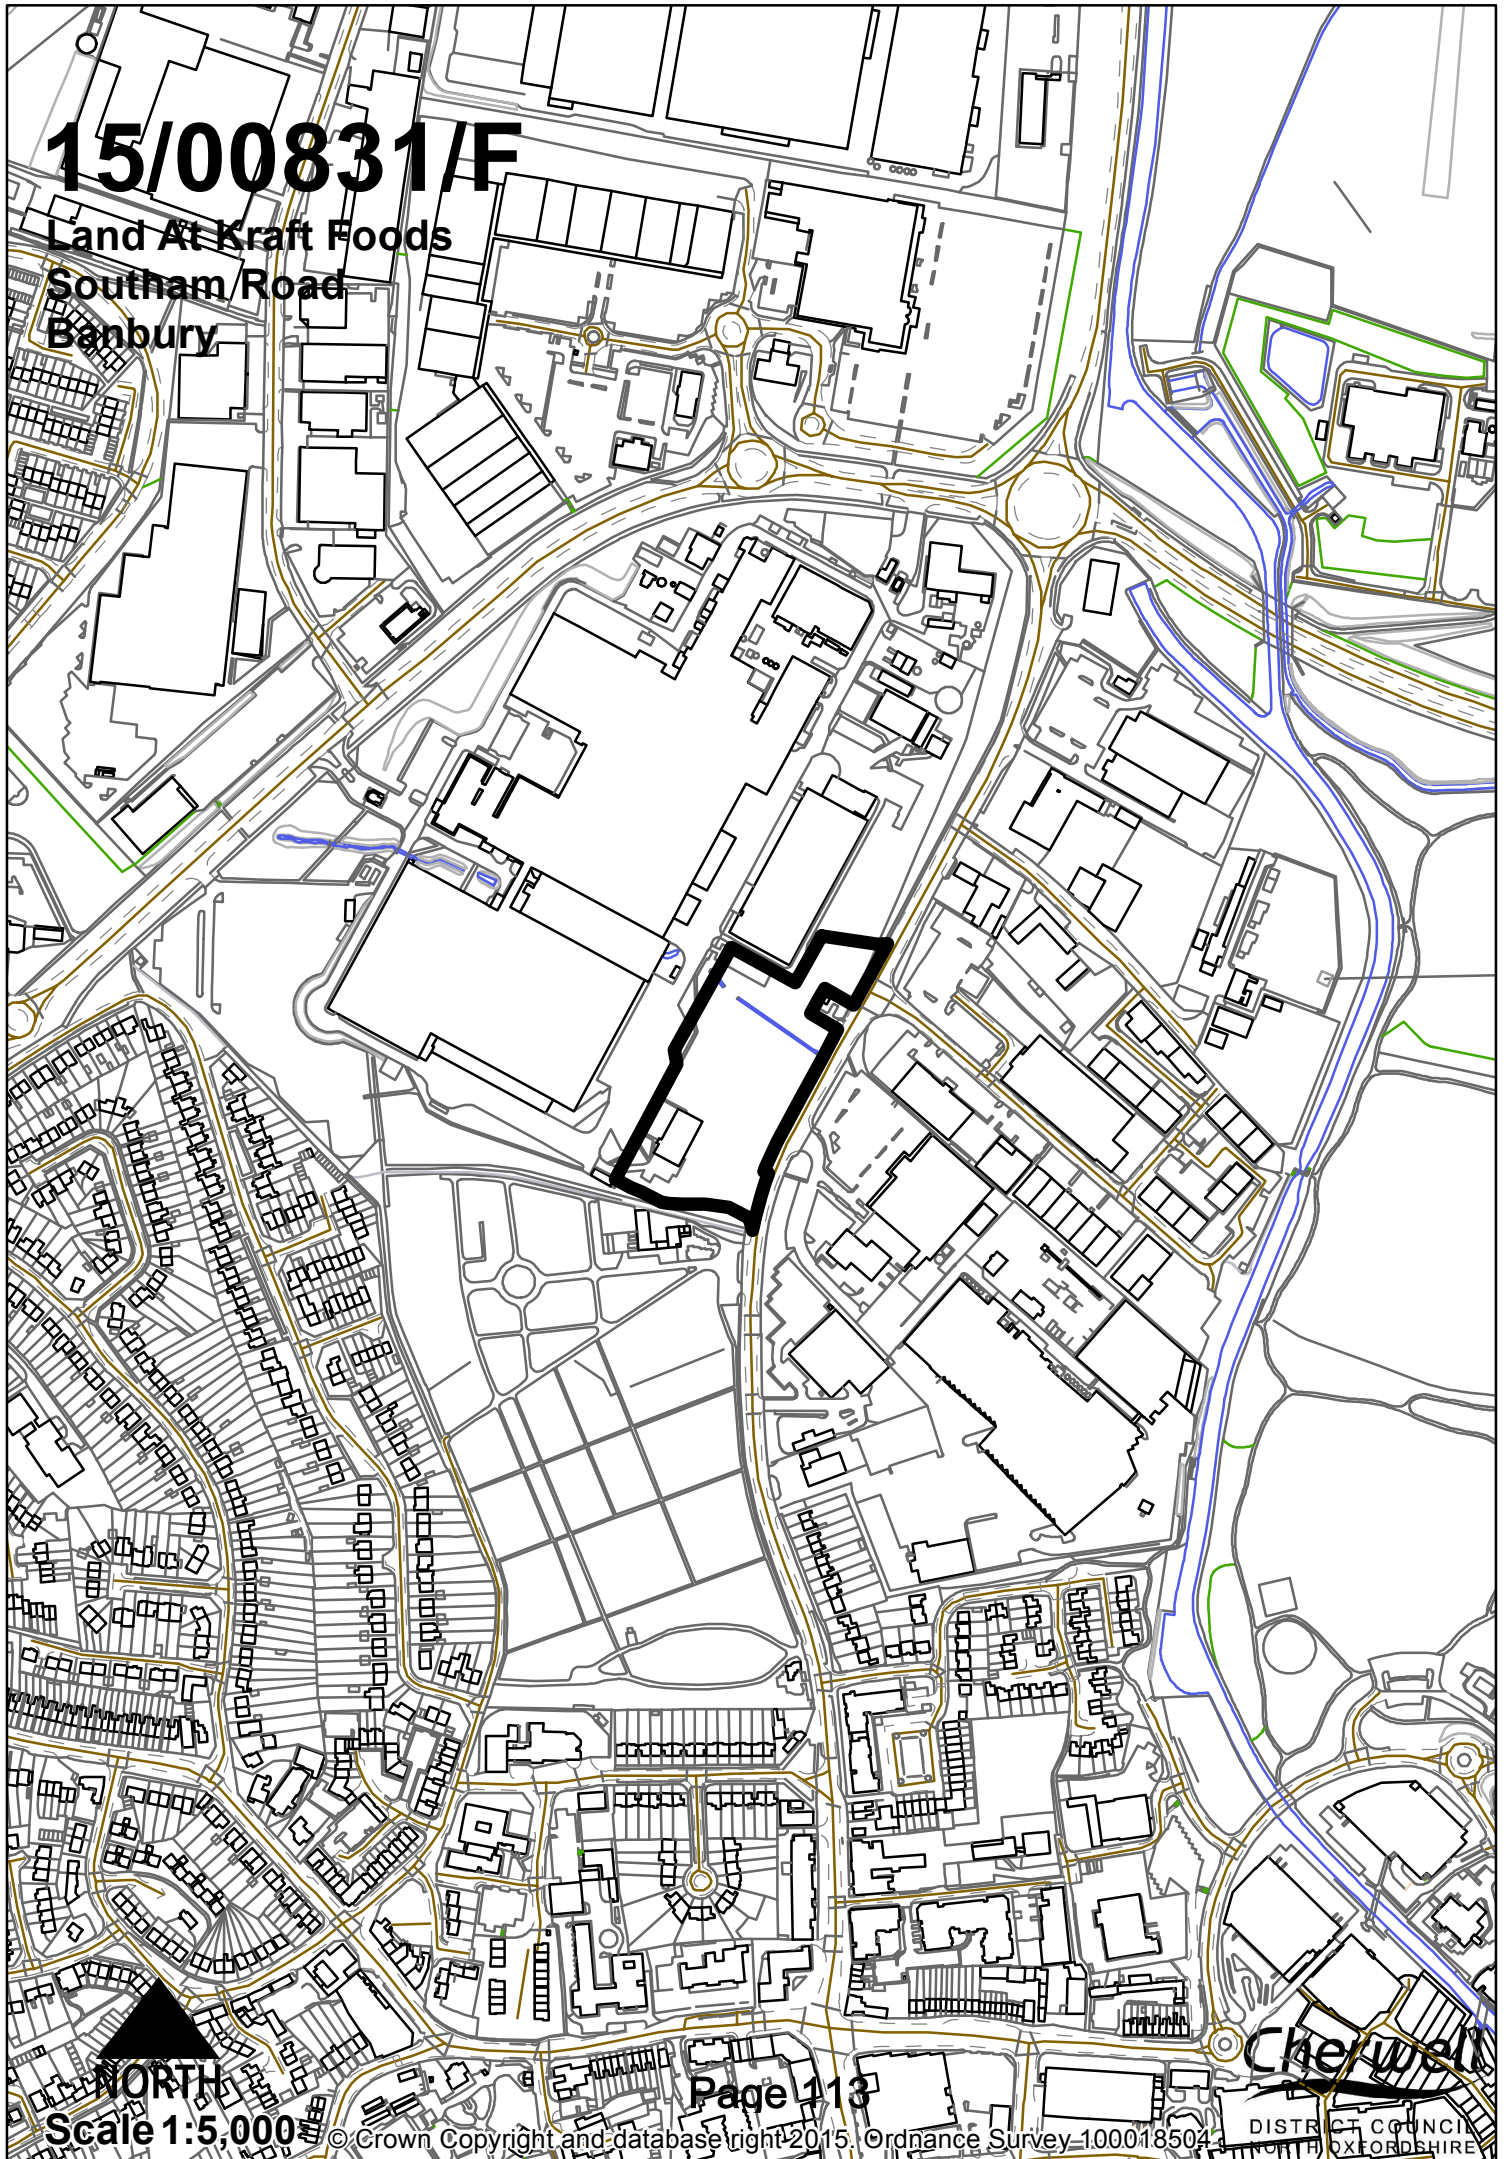 15/00831/F
Land At Kraft Foods
Southam Road
Banbury
NORTH
Scale 1:5,000
Page 113
© Crown Copyright and database right 2015. Ordnance Survey 100018504
Cherwell
DISTRICT COUNCIL
NORTH OXFORDSHIRE